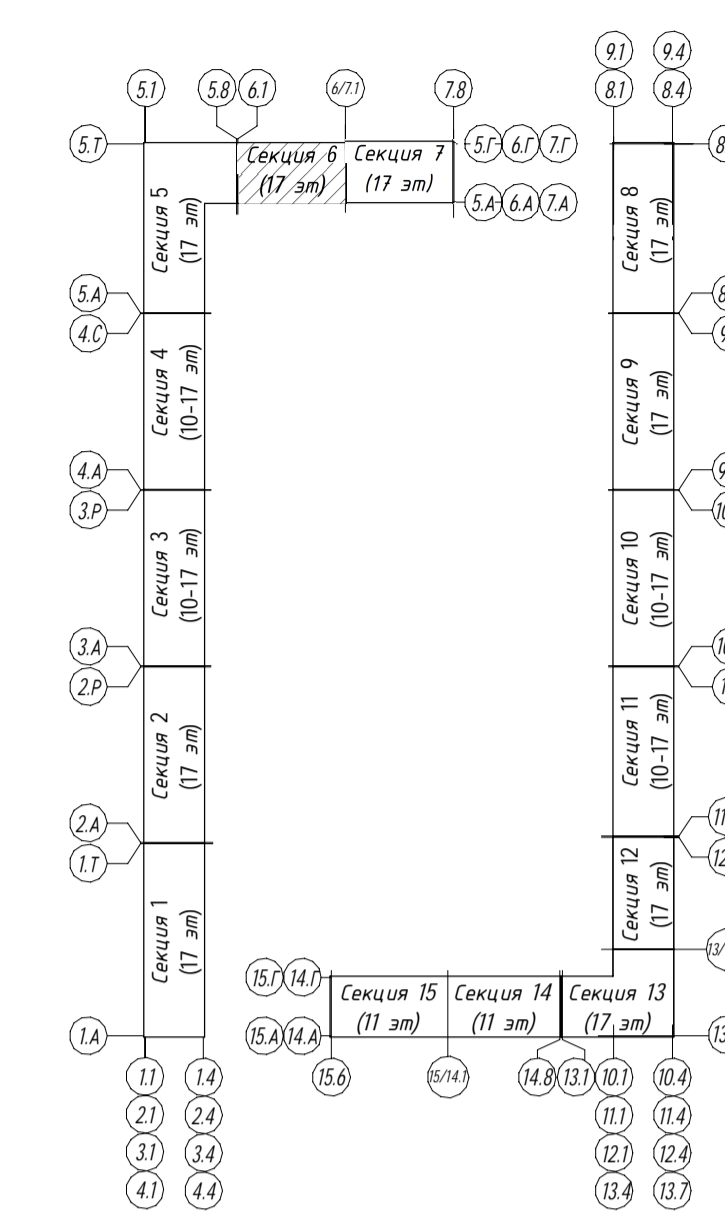 9.1 9.4
5.1 5.8 6.1 6/7.1 7.8 8.1 8.4
5.Т
Секция 6
(17 эт)
Секция 7
(17 эт)
5.Г 6.Г 7.Г
5.А 6.А 7.А
Секция 5
(17 эт)
Секция 8
(17 эт)
5.А
4.С
Секция 4
(10-17 эт)
Секция 9
(17 эт)
4.А
3.Р
Секция 3
(10-17 эт)
Секция 10
(10-17 эт)
3.А
2.Р
Секция 2
(17 эт)
Секция 11
(10-17 эт)
2.А
1.Т
Секция 12
(17 эт)
Секция 1
(17 эт)
15.Г 14.Г
Секция 15
(11 эт)
Секция 14
(11 эт)
Секция 13
(17 эт)
1.А
15.А 14.А
1.1 1.4 15.6 15/14.1 14.8 13.1 10.1 10.4
2.1 2.4 11.1 11.4
3.1 3.4 12.1 12.4
4.1 4.4 13.4 13.7